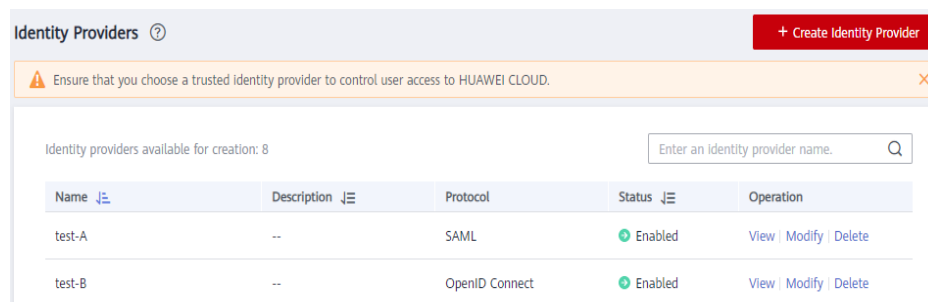 Identity Providers ?
+ Create Identity Provider
Ensure that you choose a trusted identity provider to control user access to HUAWEI CLOUD.
Identity providers available for creation: 8
Enter an identity provider name.
Name Description Protocol Status Operation
test-A -- SAML Enabled View | Modify | Delete
test-B -- OpenID Connect Enabled View | Modify | Delete